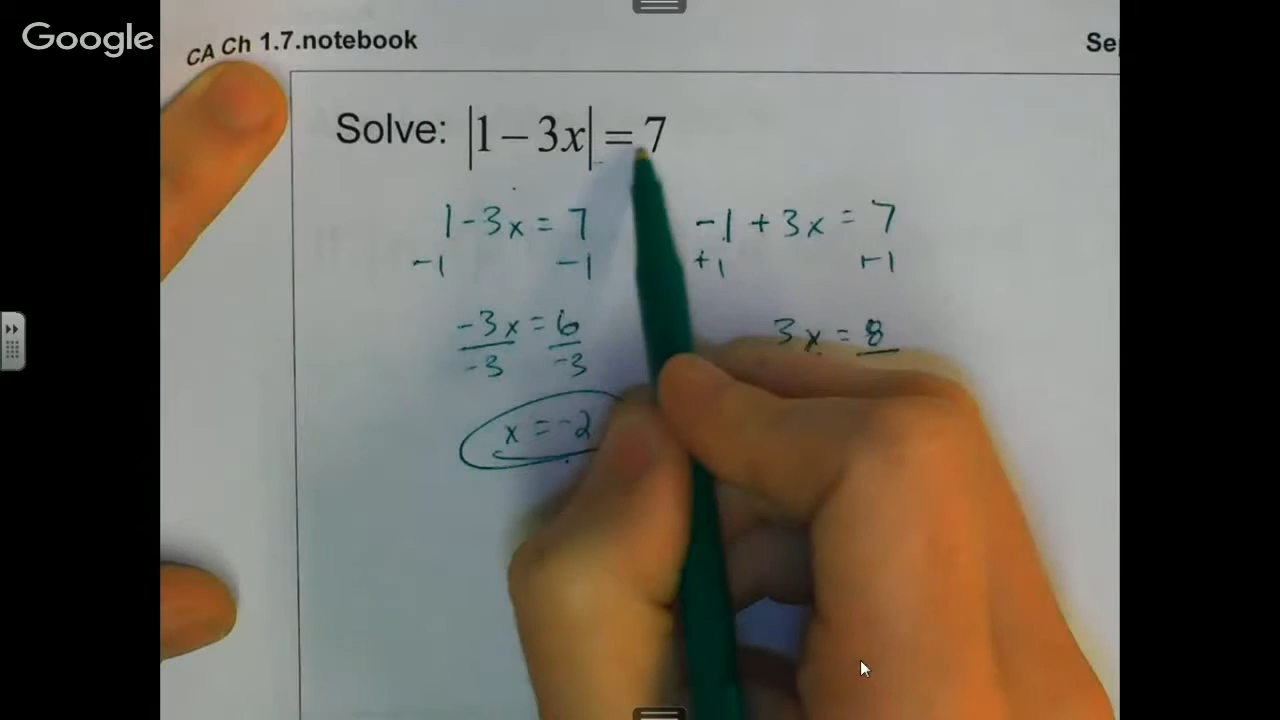 Google
CA Ch 1.7.notebook
Se
Solve: |1 − 3x| = 7
1 - 3x = 7
-1 -1
-3x = 6
-3 -3
x = -2
-1 + 3x = 7
+1 +1
3x = 8